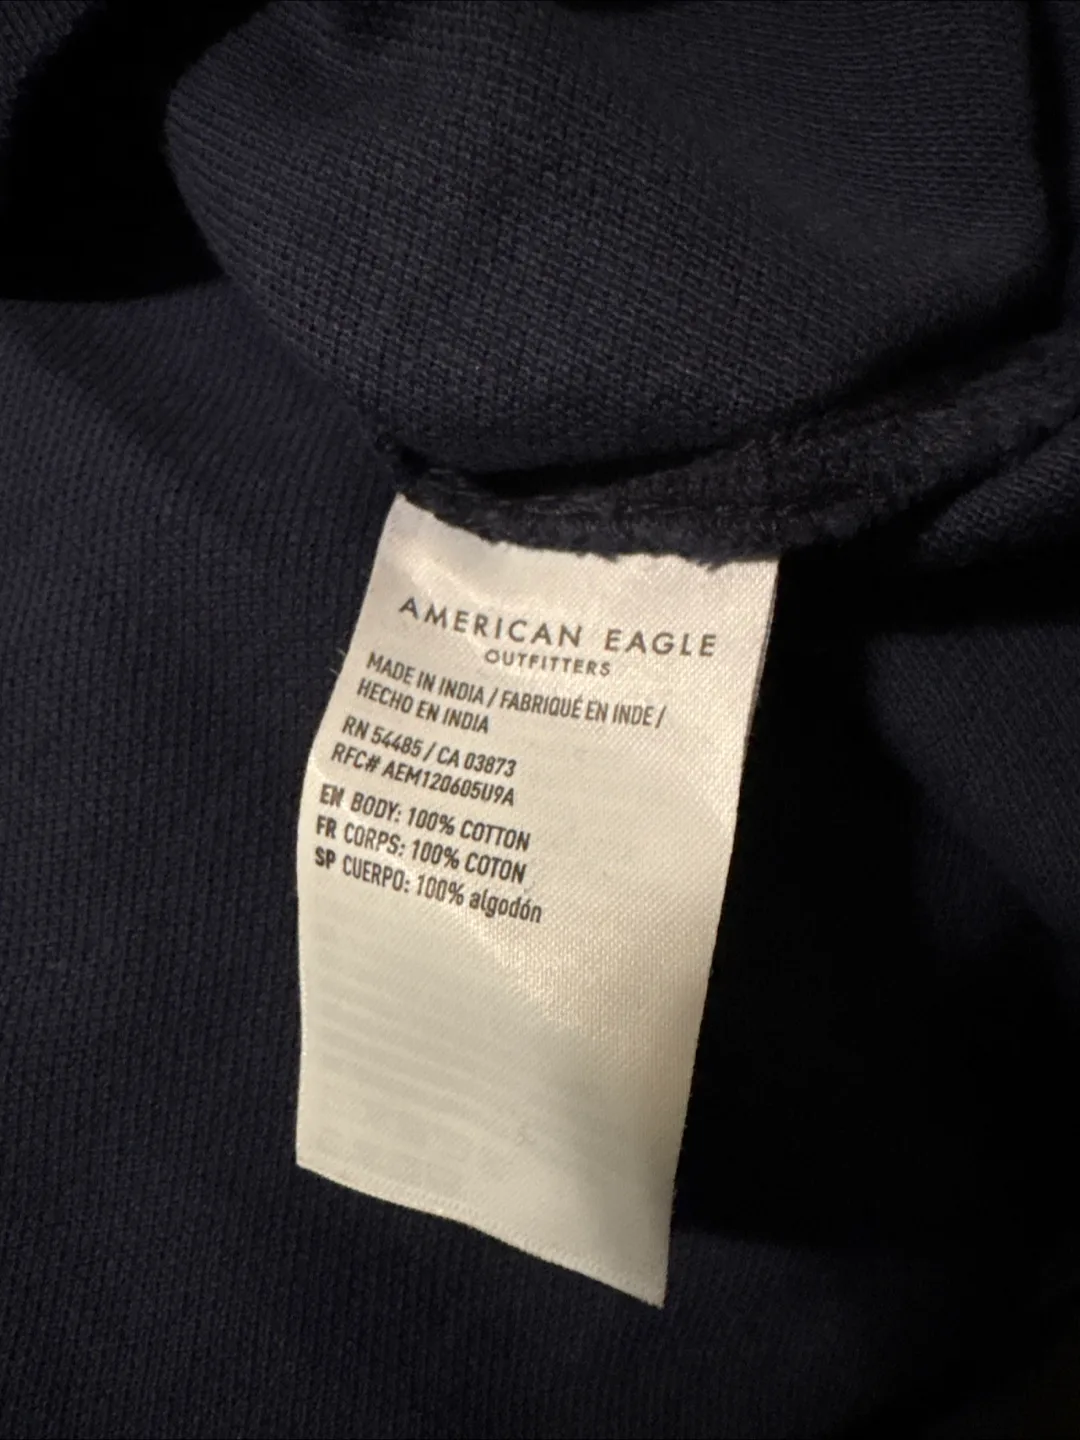 AMERICAN EAGLE
OUTFITTERS
MADE IN INDIA / FABRIQUÉ EN INDE /
HECHO EN INDIA
RN 54485 / CA 03873
RFC# AEM120605U9A
EN BODY: 100% COTTON
FR CORPS: 100% COTON
SP CUERPO: 100% algodón